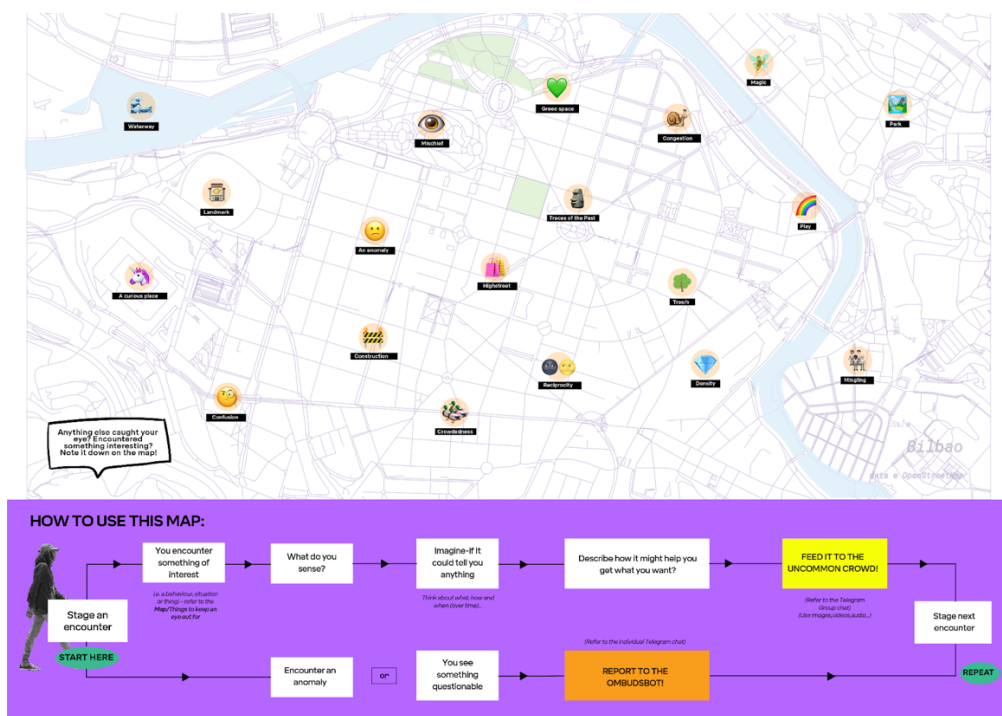 Magic
Green space
Park
Waterway
Mischief
Congestion
Landmark
Traces of the Past
Play
An anomaly
Highstreet
A curious place
Tree/s
Construction
Reciprocity
Density
Mingling
Confusion
Crowdedness
Anything else caught your
eye? Encountered
something interesting?
Note it down on the map!
Bilbao
data © OpenStreetMap
HOW TO USE THIS MAP:
Stage an
encounter
START HERE
You encounter
something of
interest
i.e. a behaviour, situation
or thing) - refer to the
Map/Things to keep an
eye out for
What do you
sense?
Imagine-if it
could tell you
anything
Think about what, how and
when (over time)...
Describe how it might help you
get what you want?
FEED IT TO THE
UNCOMMON CROWD!
(Refer to the Telegram
Group chat)
(Use images,videos,audio...)
Stage next
encounter
REPEAT
Encounter an
anomaly
or
You see
something
questionable
(Refer to the individual Telegram chat)
REPORT TO THE
OMBUDSBOT!